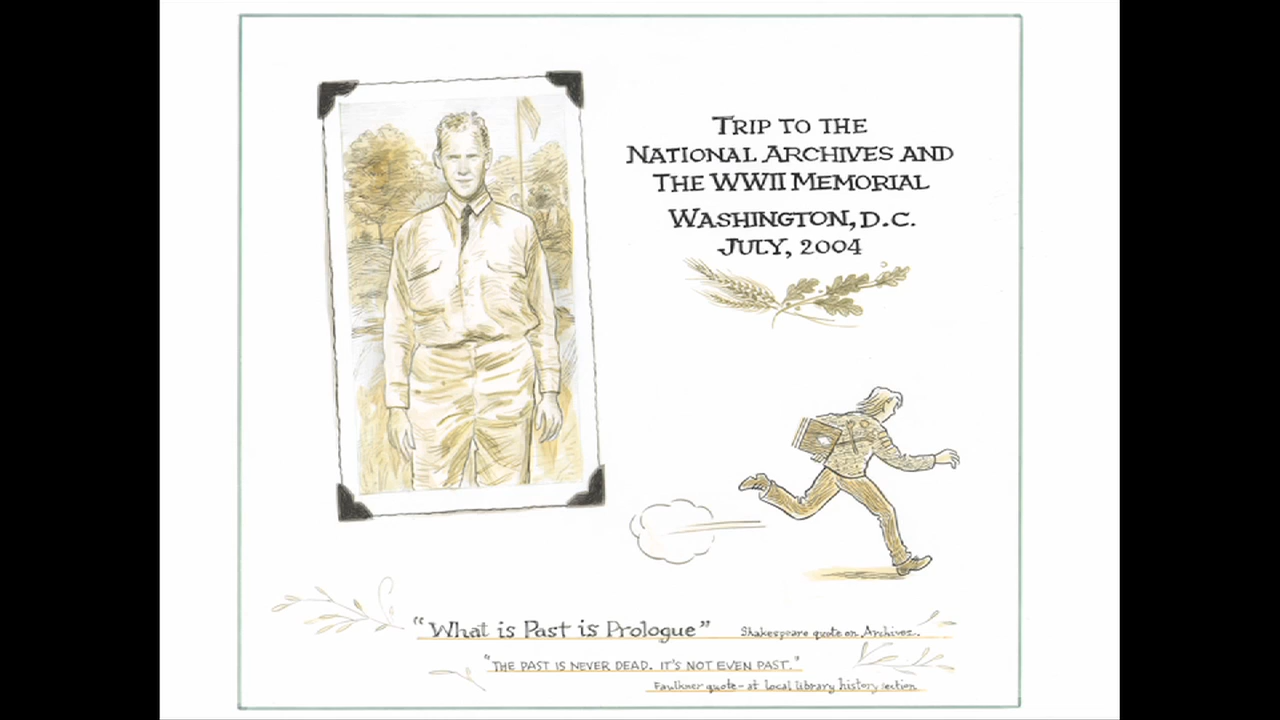 TRIP TO THE
NATIONAL ARCHIVES AND
THE WWII MEMORIAL
WASHINGTON, D.C.
JULY, 2004
"What is Past is Prologue" Shakespeare quote on Archives.
"THE PAST IS NEVER DEAD. IT'S NOT EVEN PAST."
Faulkner quote - at local library history section